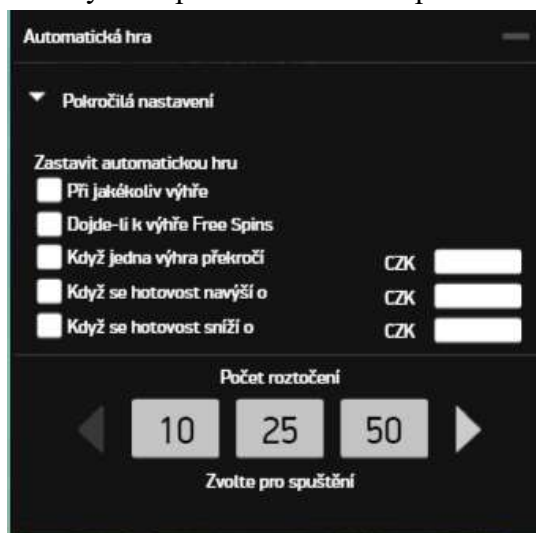 Automatická hra
Pokročilá nastavení
Zastavit automatickou hru
Při jakékoliv výhře
Dojde-li k výhře Free Spins
Když jedna výhra překročí CZK
Když se hotovost navýší o CZK
Když se hotovost sníží o CZK
Počet roztočení
10 25 50
Zvolte pro spuštění